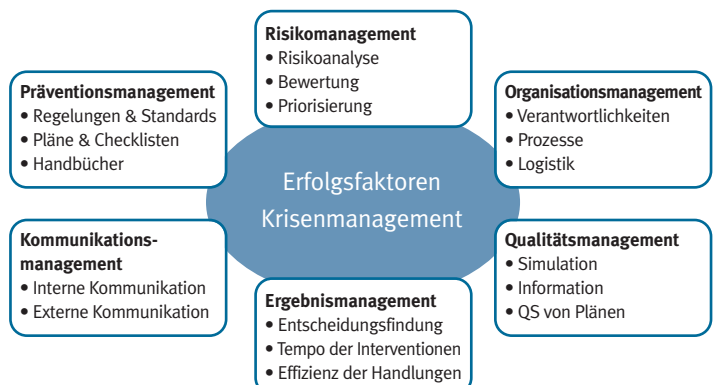 Risikomanagement
• Risikoanalyse
• Bewertung
• Priorisierung
Präventionsmanagement
• Regelungen & Standards
• Pläne & Checklisten
• Handbücher
Organisationsmanagement
• Verantwortlichkeiten
• Prozesse
• Logistik
Erfolgsfaktoren
Krisenmanagement
Kommunikations-
management
• Interne Kommunikation
• Externe Kommunikation
Qualitätsmanagement
• Simulation
• Information
• QS von Plänen
Ergebnismanagement
• Entscheidungsfindung
• Tempo der Interventionen
• Effizienz der Handlungen